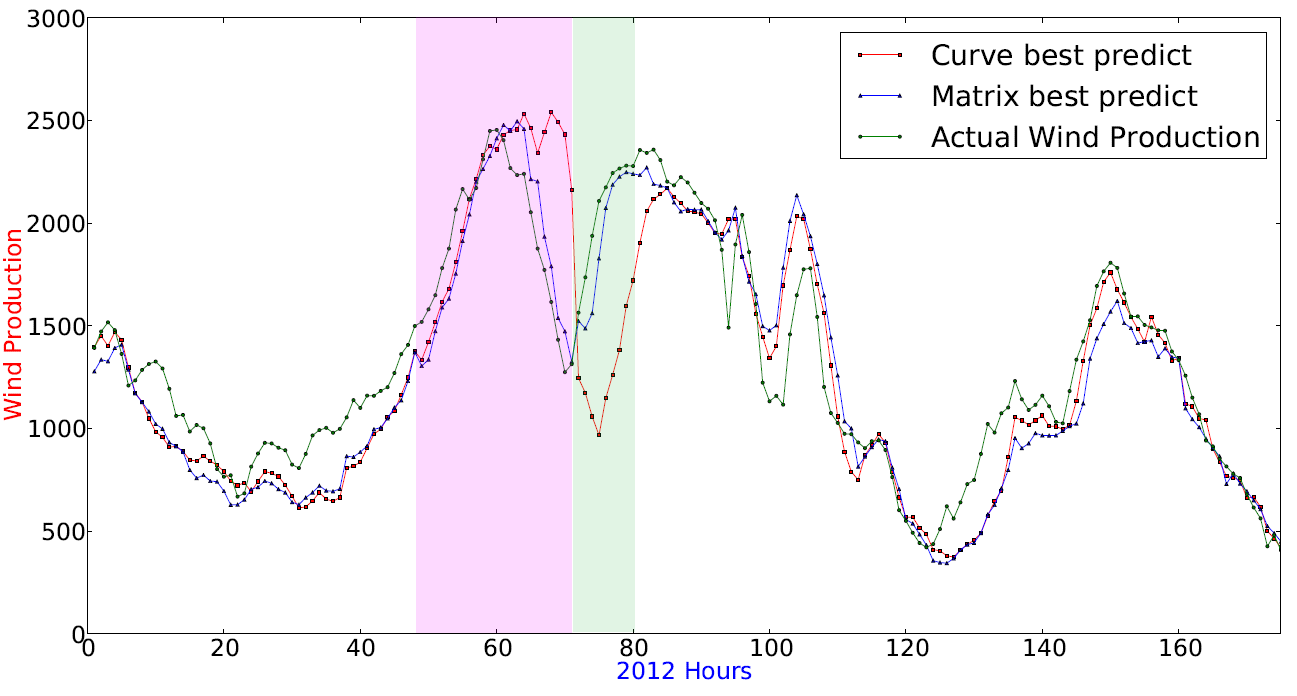 3000
2500
2000
1500
1000
500
0
Wind Production
Curve best predict
Matrix best predict
Actual Wind Production
0 20 40 60 80 100 120 140 160
2012 Hours